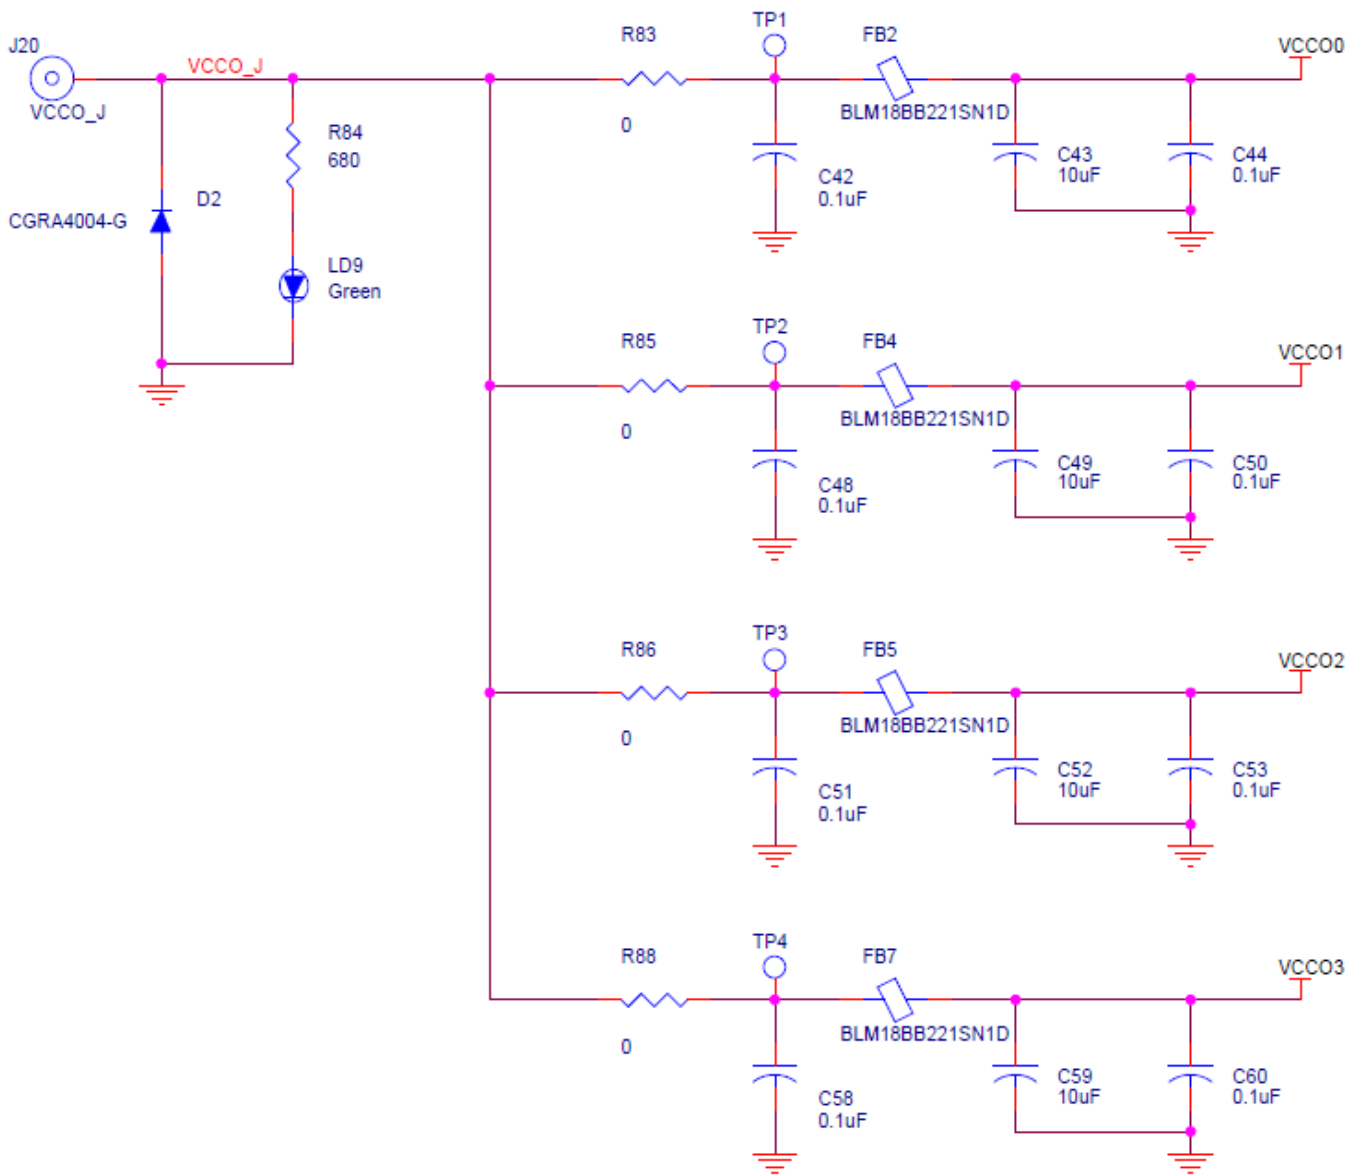 J20
VCCO_J
VCCO_J
R84
680
D2
CGRA4004-G
LD9
Green
R83
0
TP1
FB2
BLM18BB221SN1D
VCCO0
C42
0.1uF
C43
10uF
C44
0.1uF
R85
0
TP2
FB4
BLM18BB221SN1D
VCCO1
C48
0.1uF
C49
10uF
C50
0.1uF
R86
0
TP3
FB5
BLM18BB221SN1D
VCCO2
C51
0.1uF
C52
10uF
C53
0.1uF
R88
0
TP4
FB7
BLM18BB221SN1D
VCCO3
C58
0.1uF
C59
10uF
C60
0.1uF